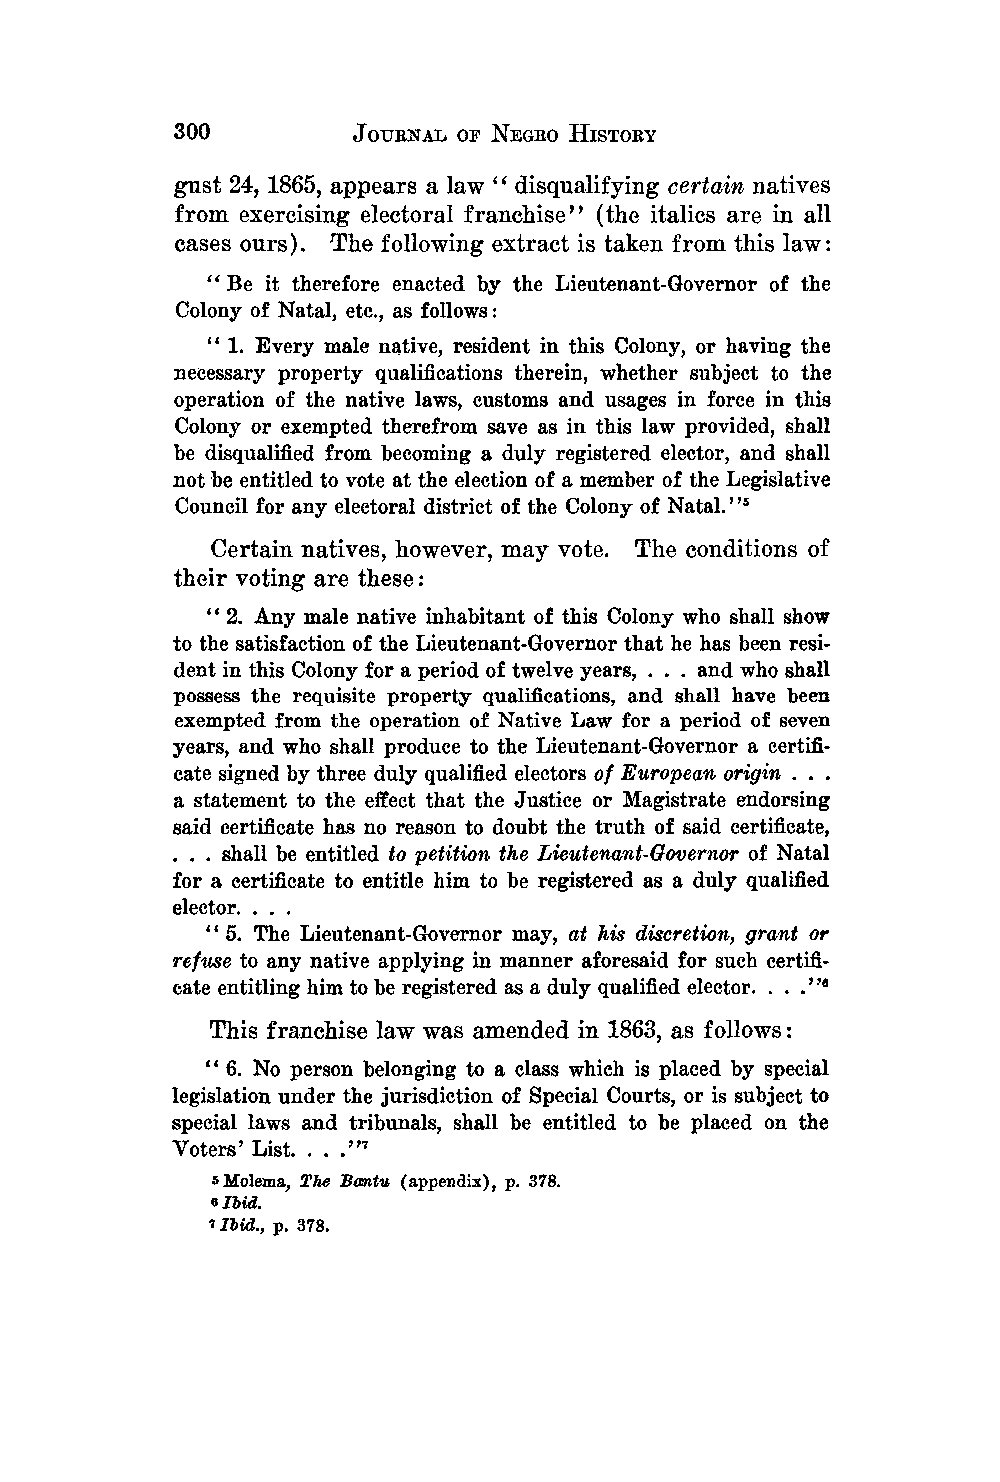 300 JOURNAL OF NEGRO HISTORY
gust 24, 1865, appears a law “ disqualifying certain natives
from exercising electoral franchise” (the italics are in all
cases ours). The following extract is taken from this law:
“ Be it therefore enacted by the Lieutenant-Governor of the
Colony of Natal, etc., as follows:
“ 1. Every male native, resident in this Colony, or having the
necessary property qualifications therein, whether subject to the
operation of the native laws, customs and usages in force in this
Colony or exempted therefrom save as in this law provided, shall
be disqualified from becoming a duly registered elector, and shall
not be entitled to vote at the election of a member of the Legislative
Council for any electoral district of the Colony of Natal.”5
Certain natives, however, may vote. The conditions of
their voting are these:
“ 2. Any male native inhabitant of this Colony who shall show
to the satisfaction of the Lieutenant-Governor that he has been resi-
dent in this Colony for a period of twelve years, . . . and who shall
possess the requisite property qualifications, and shall have been
exempted from the operation of Native Law for a period of seven
years, and who shall produce to the Lieutenant-Governor a certifi-
cate signed by three duly qualified electors of European origin . . .
a statement to the effect that the Justice or Magistrate endorsing
said certificate has no reason to doubt the truth of said certificate,
. . . shall be entitled to petition the Lieutenant-Governor of Natal
for a certificate to entitle him to be registered as a duly qualified
elector. . . .
“ 5. The Lieutenant-Governor may, at his discretion, grant or
refuse to any native applying in manner aforesaid for such certifi-
cate entitling him to be registered as a duly qualified elector. . . .”6
This franchise law was amended in 1863, as follows:
“ 6. No person belonging to a class which is placed by special
legislation under the jurisdiction of Special Courts, or is subject to
special laws and tribunals, shall be entitled to be placed on the
Voters’ List. . . .”7
5 Molema, The Bantu (appendix), p. 378.
6 Ibid.
7 Ibid., p. 378.